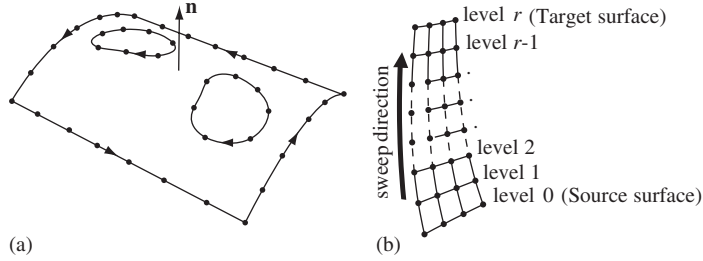 n
(a)
level r (Target surface)
level r-1
sweep direction
level 2
level 1
level 0 (Source surface)
(b)